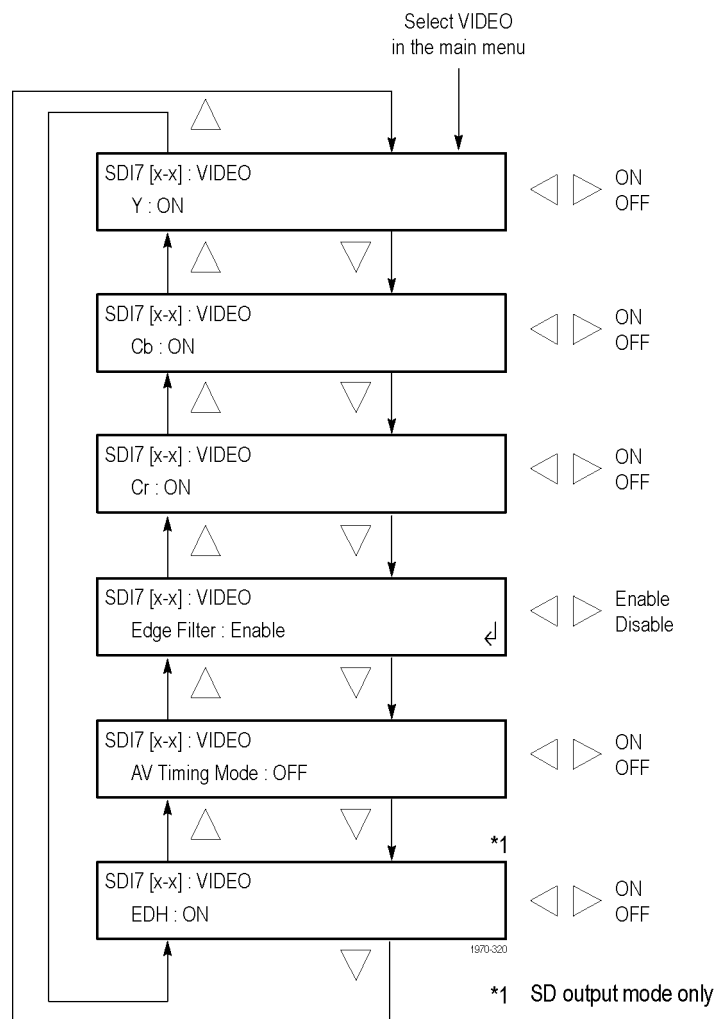 Select VIDEO
in the main menu
SDI7 [x-x] : VIDEO
Y : ON
ON
OFF
SDI7 [x-x] : VIDEO
Cb : ON
ON
OFF
SDI7 [x-x] : VIDEO
Cr : ON
ON
OFF
SDI7 [x-x] : VIDEO
Edge Filter : Enable
Enable
Disable
SDI7 [x-x] : VIDEO
AV Timing Mode : OFF
ON
OFF
*1
SDI7 [x-x] : VIDEO
EDH : ON
ON
OFF
1970-320
*1 SD output mode only